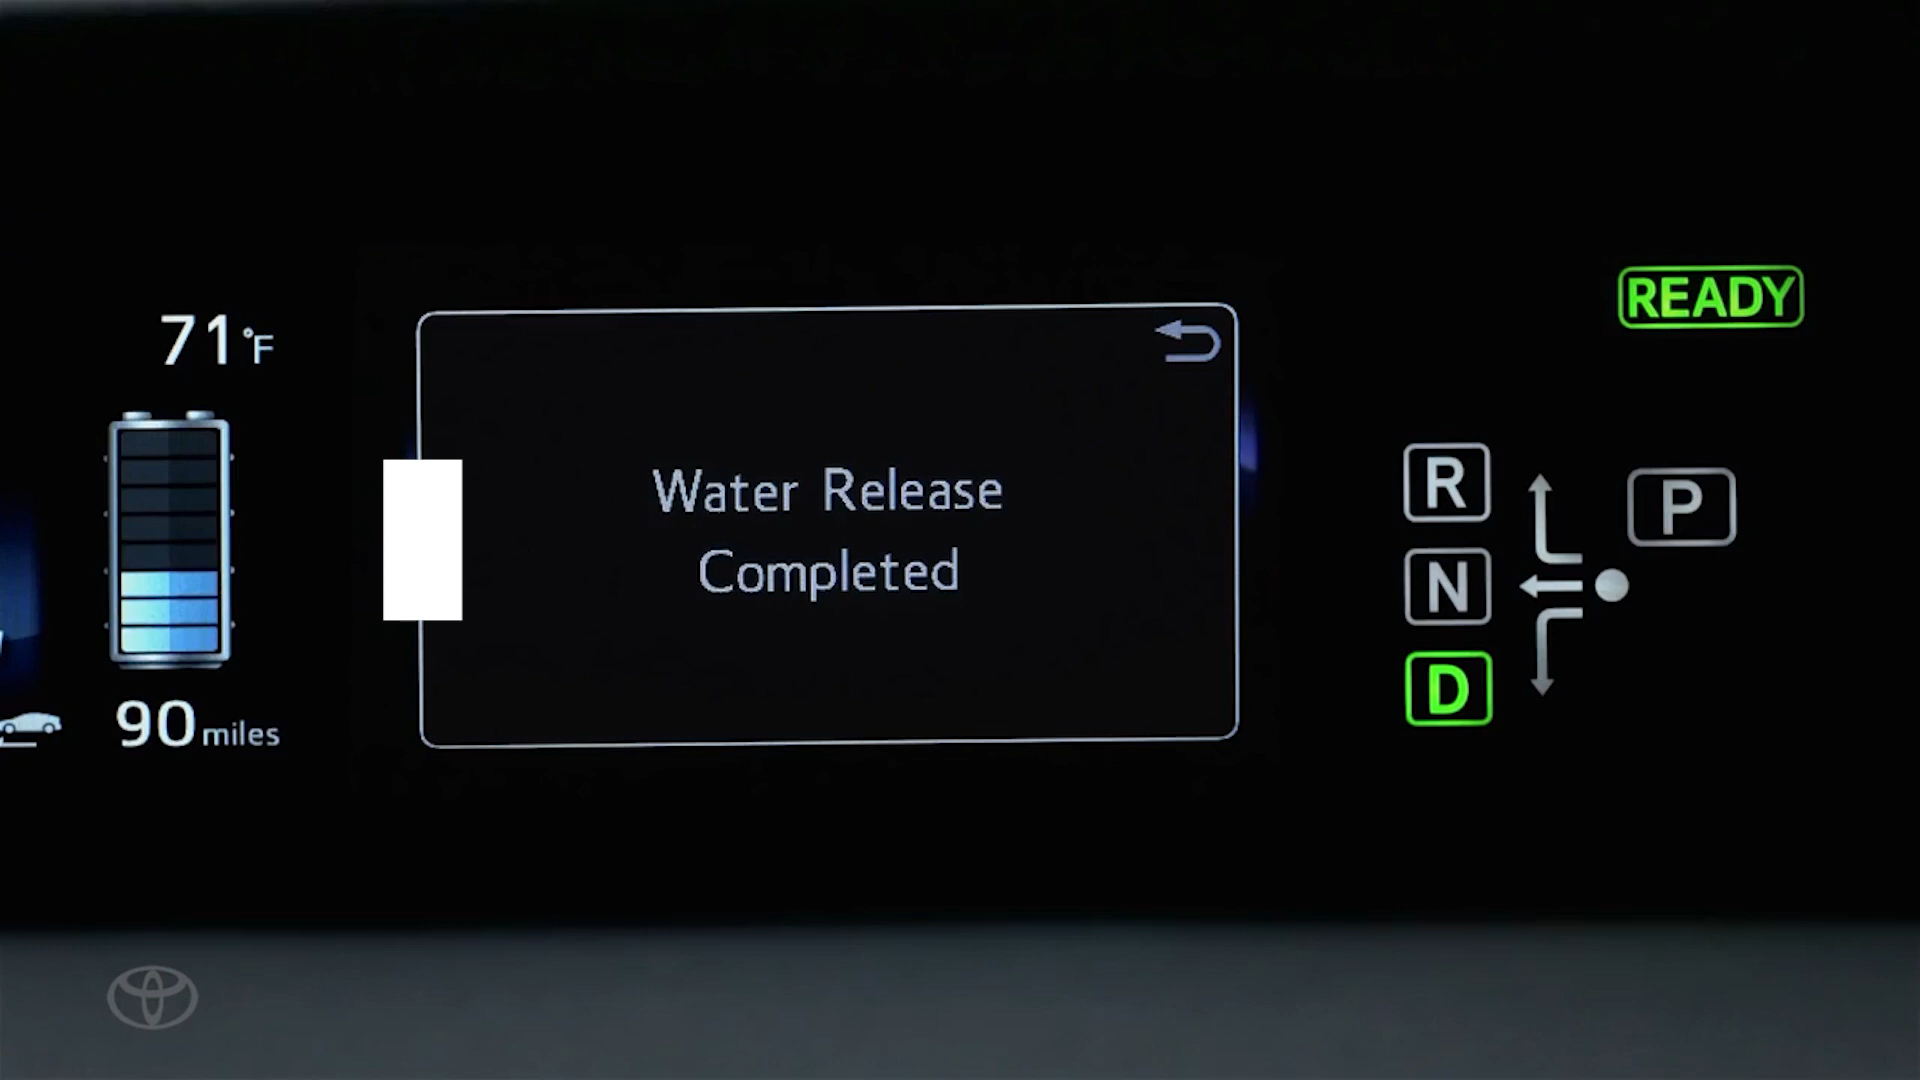 71°F
90 miles
Water Release
Completed
READY
R
N
D
P